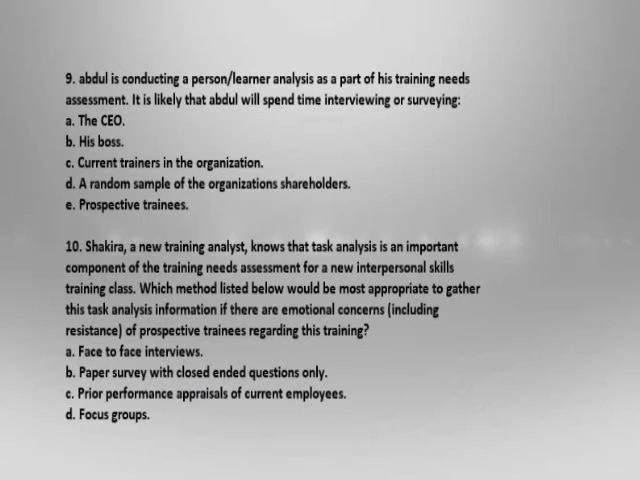 9. abdul is conducting a person/learner analysis as a part of his training needs
assessment. It is likely that abdul will spend time interviewing or surveying:
a. The CEO.
b. His boss.
c. Current trainers in the organization.
d. A random sample of the organizations shareholders.
e. Prospective trainees.
10. Shakira, a new training analyst, knows that task analysis is an important
component of the training needs assessment for a new interpersonal skills
training class. Which method listed below would be most appropriate to gather
this task analysis information if there are emotional concerns (including
resistance) of prospective trainees regarding this training?
a. Face to face interviews.
b. Paper survey with closed ended questions only.
c. Prior performance appraisals of current employees.
d. Focus groups.